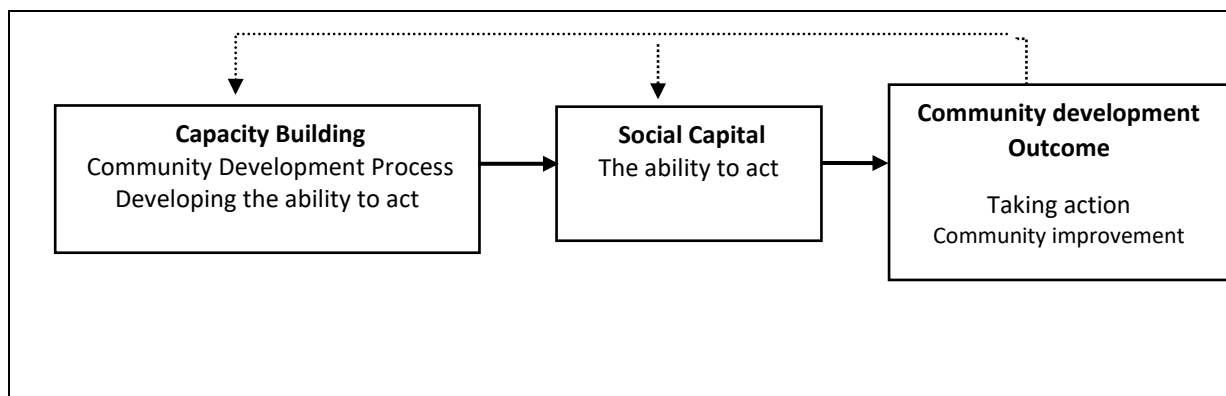 Capacity Building
Community Development Process
Developing the ability to act
Social Capital
The ability to act
Community development
Outcome
Taking action
Community improvement